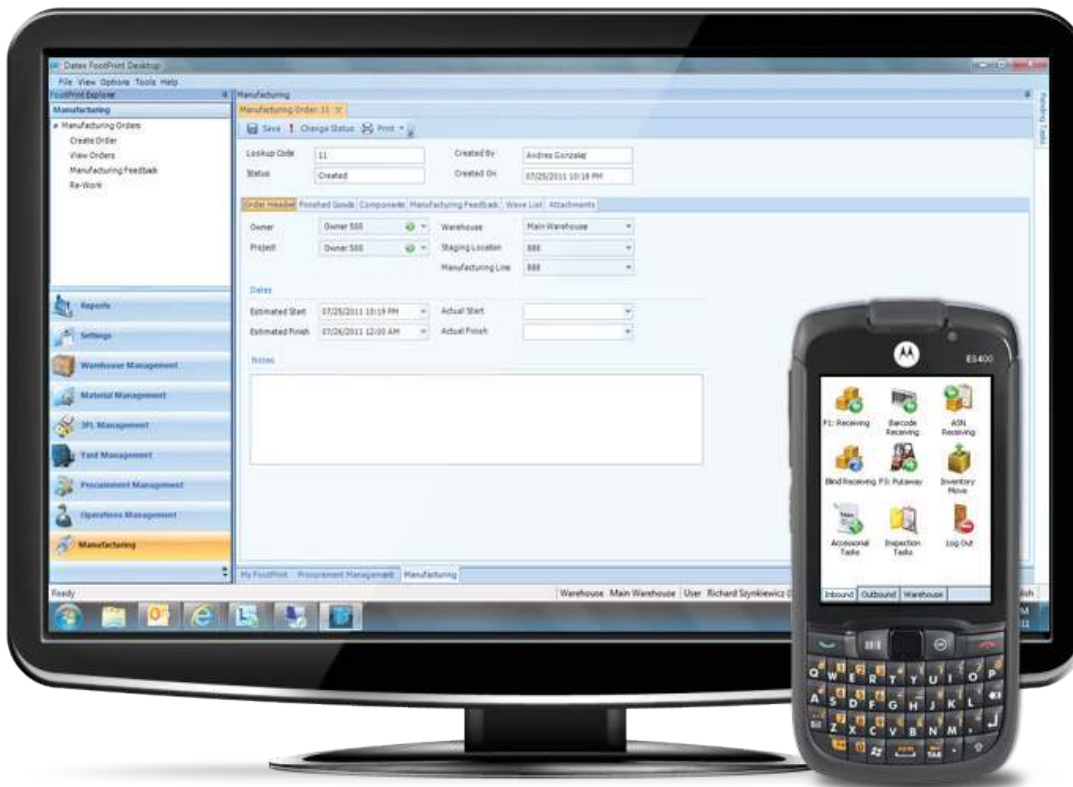 Datex FootPrint Desktop
File View Options Tools Help
FootPrint Explorer
Manufacturing
Manufacturing
Manufacturing Orders
Create Order
View Orders
Manufacturing Feedback
Re-Work
Reports
Settings
Warehouse Management
Material Management
3PL Management
Yard Management
Procurement Management
Operations Management
Manufacturing
Manufacturing Order: 11
Save ! Change Status Print
Lookup Code 11 Created By Andres Gonzalez
Status Created Created On 07/25/2011 10:18 PM
Order Header Finished Goods Components Manufacturing Feedback Wave List Attachments
Owner Owner 500 Warehouse Main Warehouse
Project Owner 500 Staging Location 888
Manufacturing Line 888
Dates
Estimated Start 07/25/2011 10:19 PM Actual Start
Estimated Finish 07/26/2011 12:00 AM Actual Finish
Notes
Pending Tasks
My FootPrint Procurement Management Manufacturing
Ready Warehouse Main Warehouse User Richard Szynkiewicz
ES400
F1: Receiving Barcode Receiving ASN Receiving
Blind Receiving F3: Putaway Inventory Move
Accessorial Tasks Inspection Tasks Log Out
Inbound Outbound Warehouse
Q W E R T Y U I O P
A S D F G H J K L
Z X C V B N M ,
TAB .